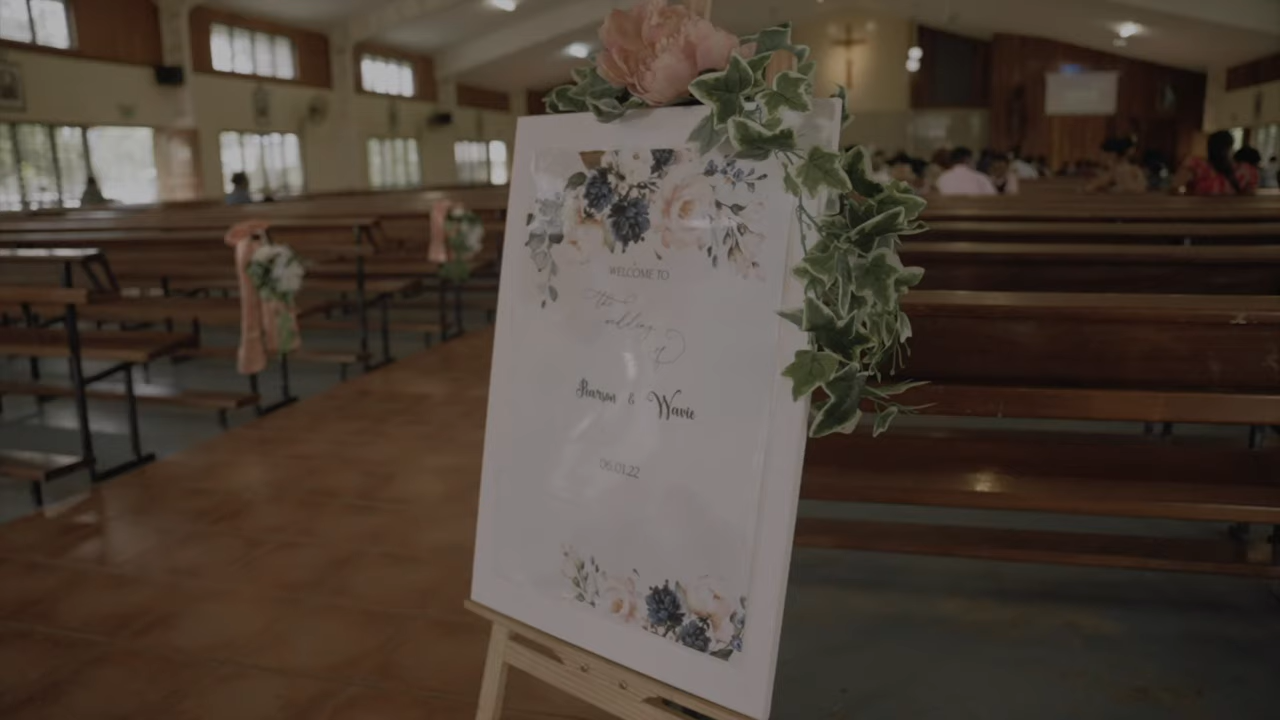 WELCOME TO
the
wedding
of
Pearson & Wavie
06.01.22